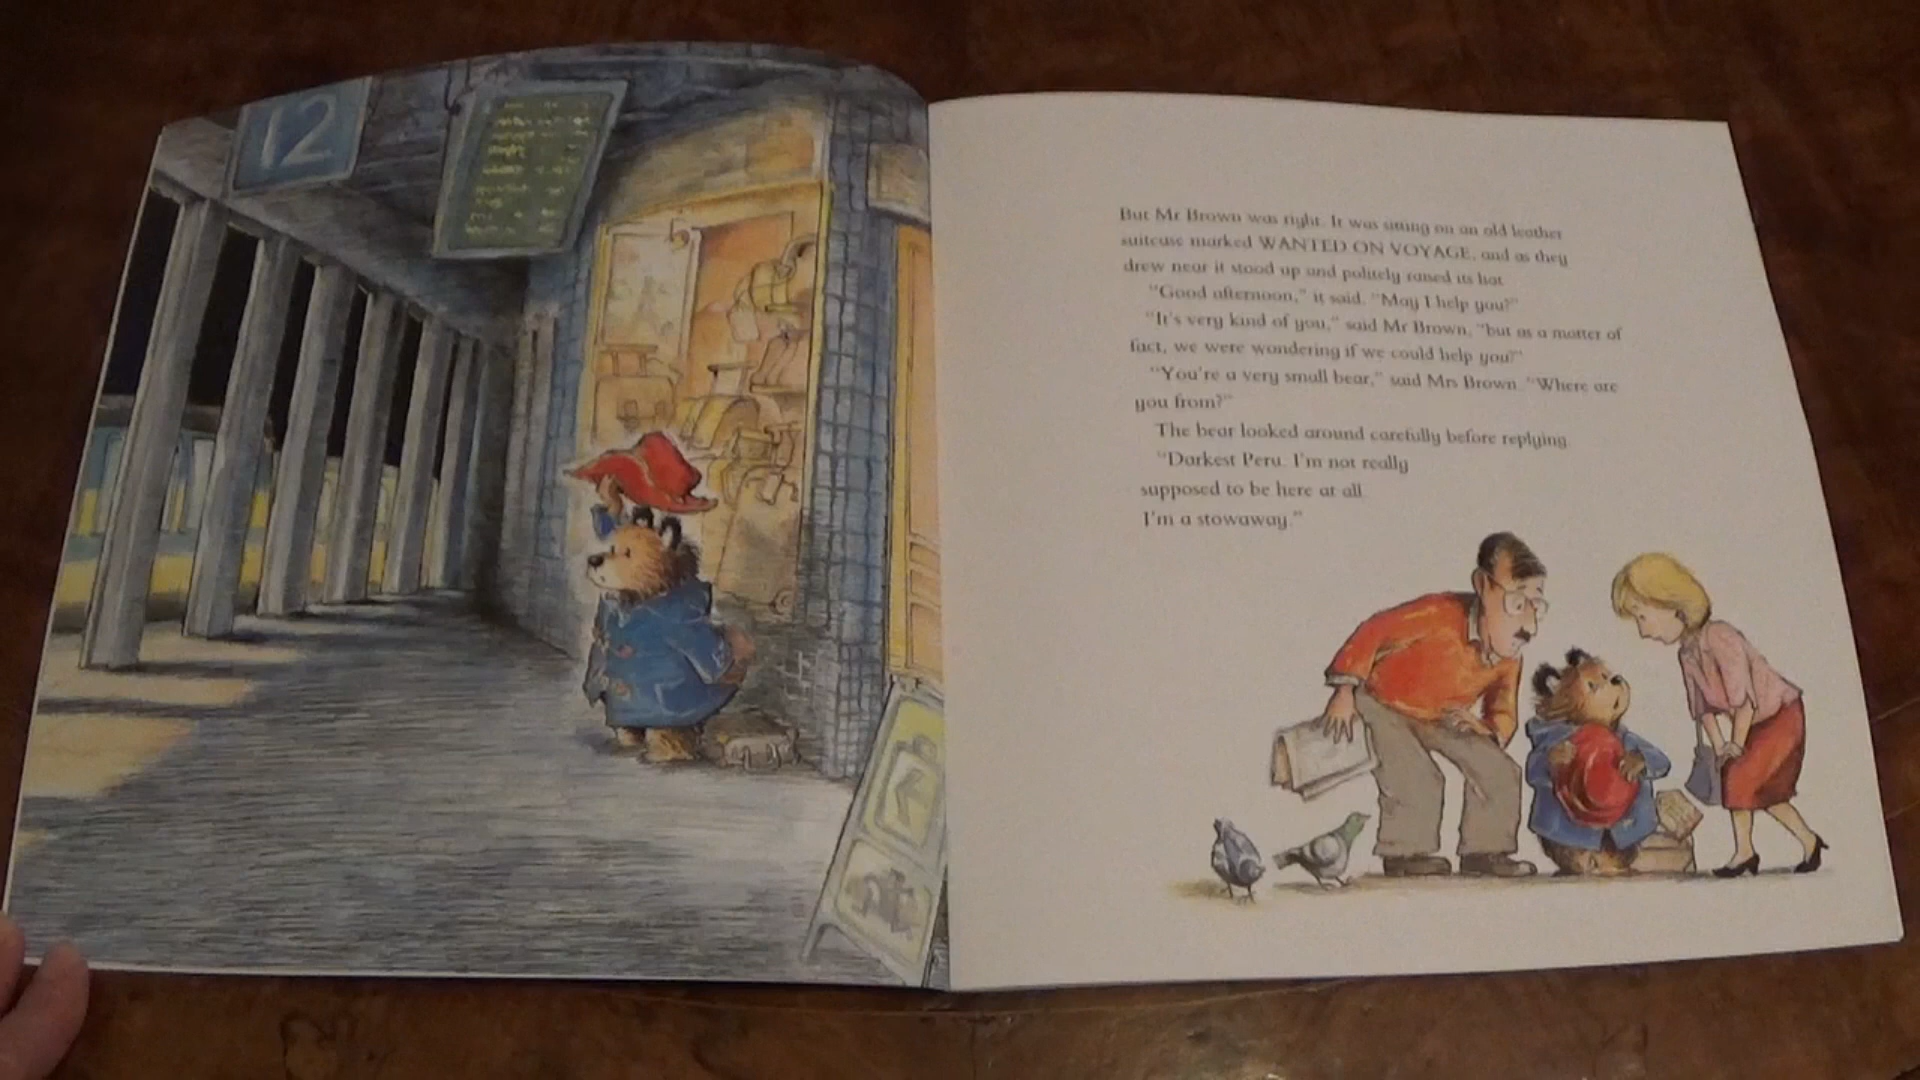 12
But Mr Brown was right. It was sitting on an old leather
suitcase marked WANTED ON VOYAGE, and as they
drew near it stood up and politely raised its hat.
"Good afternoon," it said. "May I help you?"
"It's very kind of you," said Mr Brown, "but as a matter of
fact, we were wondering if we could help you?"
"You're a very small bear," said Mrs Brown. "Where are
you from?"
The bear looked around carefully before replying.
"Darkest Peru. I'm not really
supposed to be here at all.
I'm a stowaway."